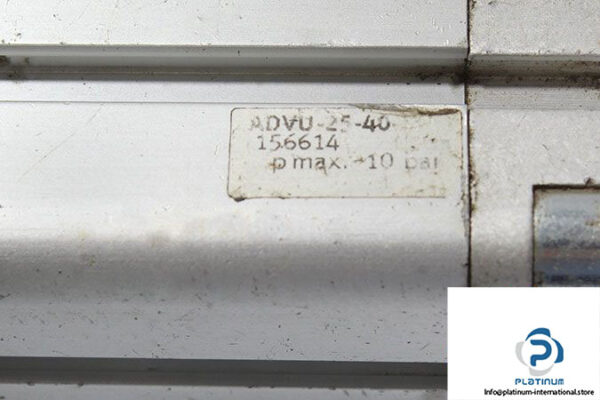 ADVU-25-40
156614
p max. 10 bar
P
PLATINUM
Info@platinum-international.store